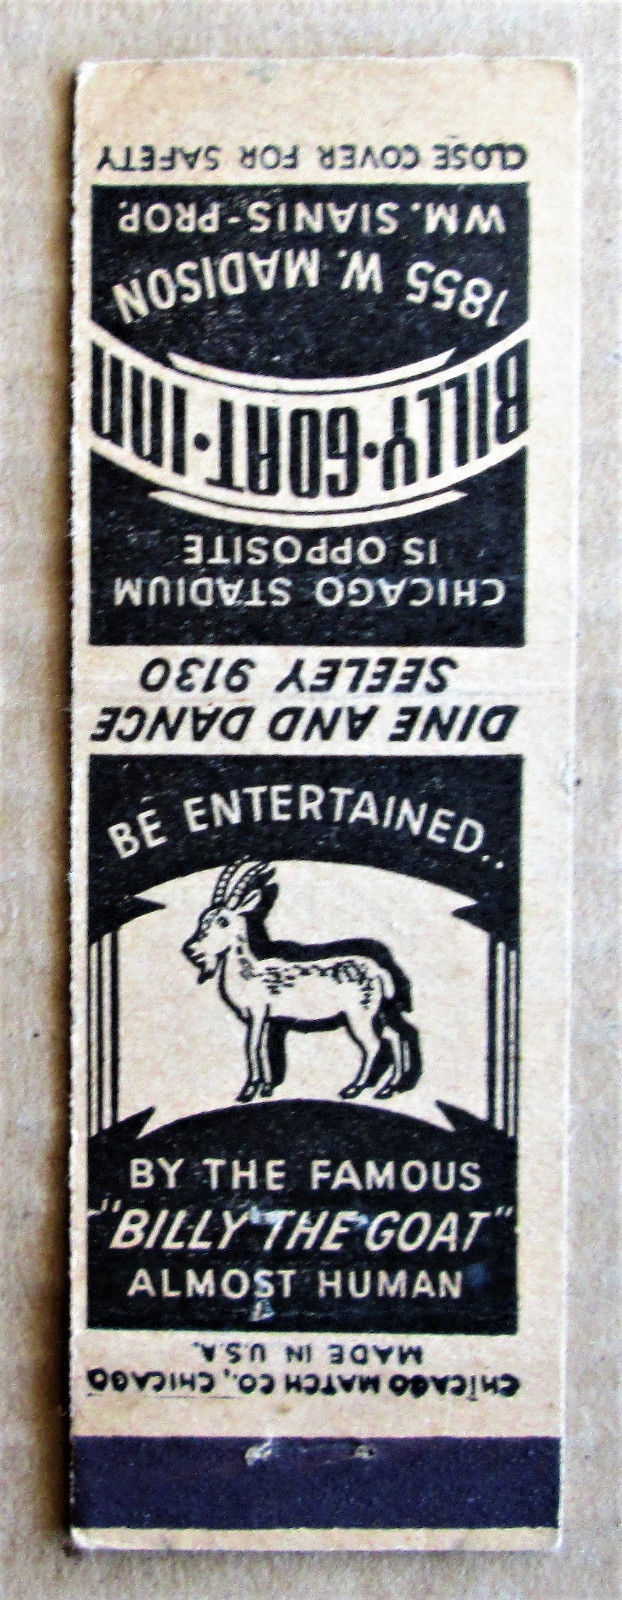 CLOSE COVER FOR SAFETY
WM. SIANIS-PROP.
1855 W. MADISON
BILLY·GOAT·INN
CHICAGO STADIUM
IS OPPOSITE
DINE AND DANCE
SEELEY 9130
BE ENTERTAINED..
BY THE FAMOUS
"BILLY THE GOAT"
ALMOST HUMAN
CHICAGO MATCH CO., CHICAGO
MADE IN U.S.A.